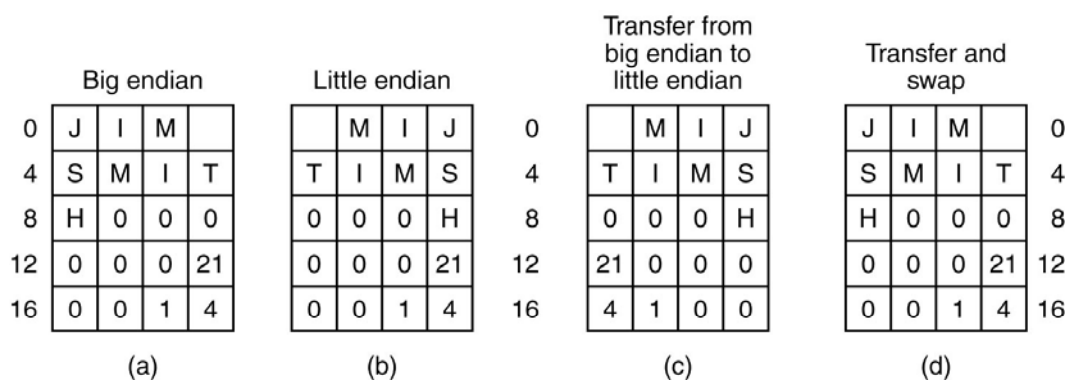 Transfer from
big endian to
little endian
Transfer and
swap
Big endian
Little endian
0 J I M
M I J 0
M I J
J I M 0
4 S M I T
T I M S 4
T I M S
S M I T 4
8 H 0 0 0
0 0 0 H 8
0 0 0 H
H 0 0 0 8
12 0 0 0 21
0 0 0 21 12
21 0 0 0
0 0 0 21 12
16 0 0 1 4
0 0 1 4 16
4 1 0 0
0 0 1 4 16
(a)
(b)
(c)
(d)